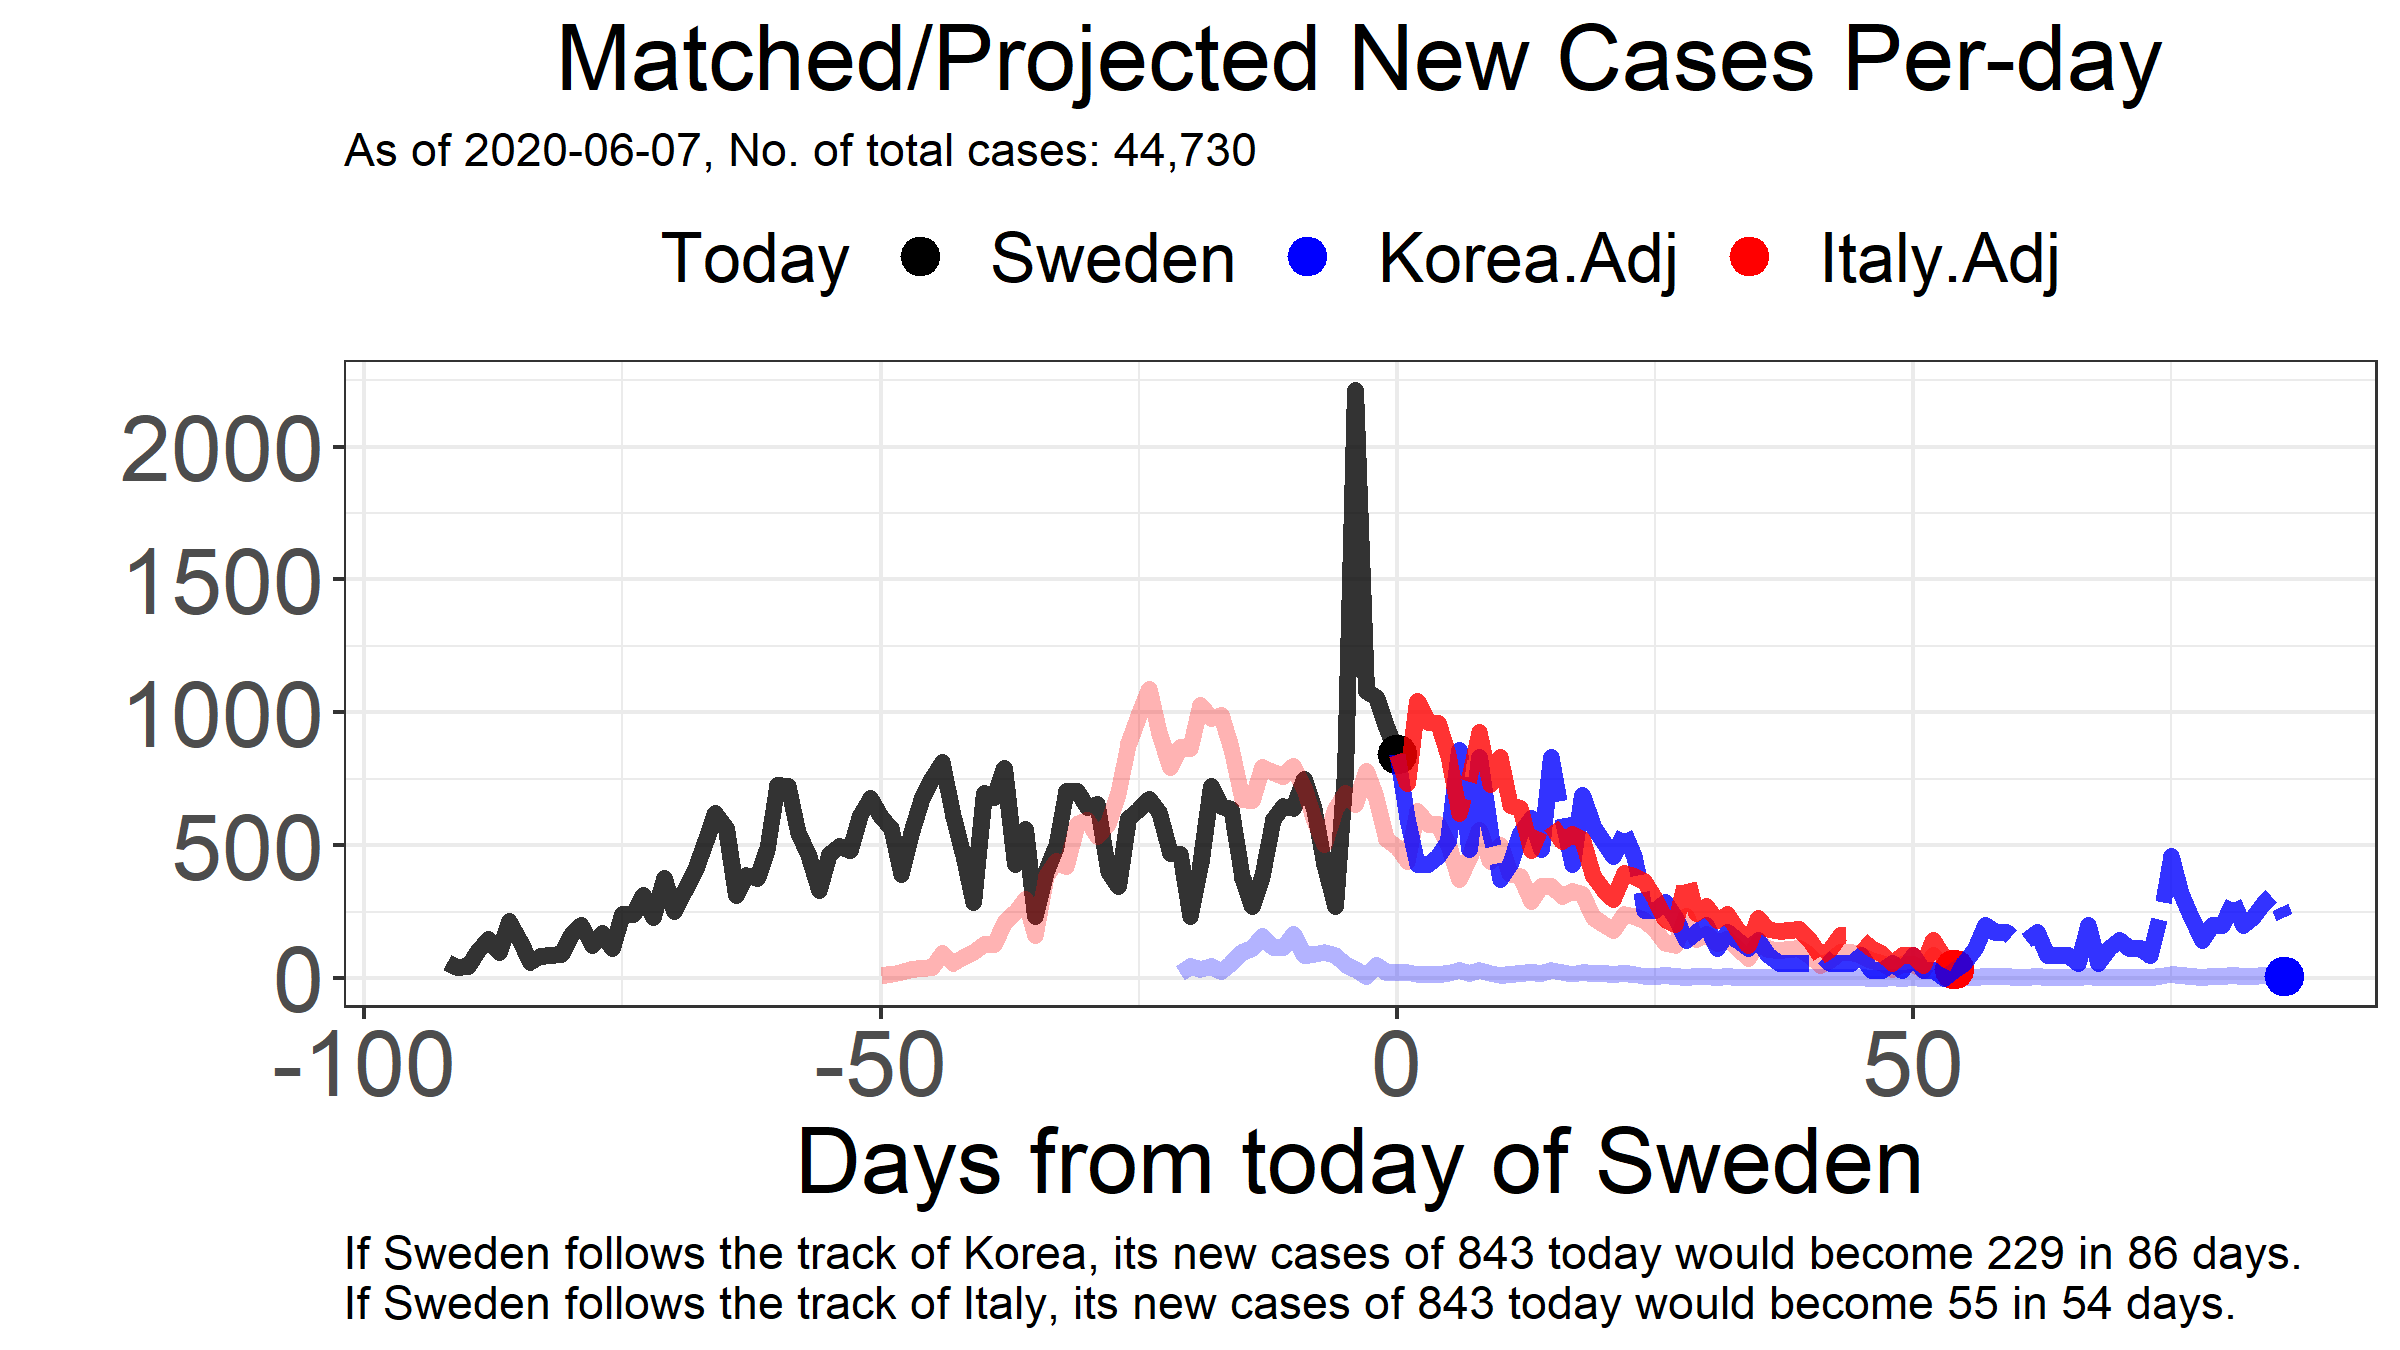 Matched/Projected New Cases Per-day
As of 2020-06-07, No. of total cases: 44,730
Today Sweden Korea.Adj Italy.Adj
2000
1500
1000
500
0
-100 -50 0 50
Days from today of Sweden
If Sweden follows the track of Korea, its new cases of 843 today would become 229 in 86 days.
If Sweden follows the track of Italy, its new cases of 843 today would become 55 in 54 days.